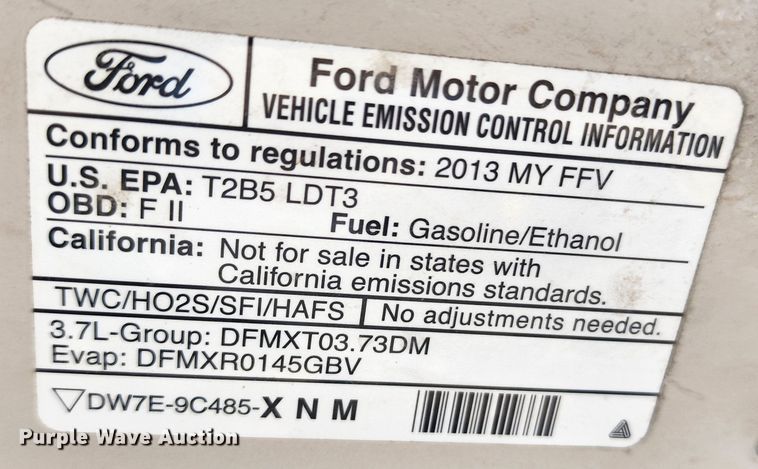 Ford
Ford Motor Company
VEHICLE EMISSION CONTROL INFORMATION
Conforms to regulations: 2013 MY FFV
U.S. EPA: T2B5 LDT3
OBD: F II Fuel: Gasoline/Ethanol
California: Not for sale in states with
California emissions standards.
TWC/HO2S/SFI/HAFS No adjustments needed.
3.7L-Group: DFMXT03.73DM
Evap: DFMXR0145GBV
DW7E-9C485-X N M
Purple Wave Auction